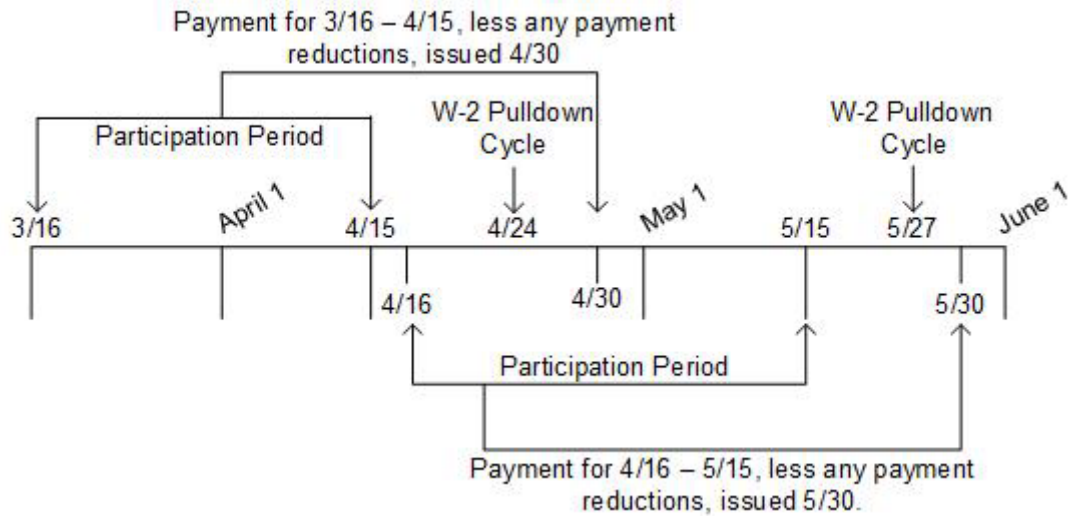 Payment for 3/16 – 4/15, less any payment
reductions, issued 4/30
W-2 Pulldown
Cycle
W-2 Pulldown
Cycle
Participation Period
3/16
April 1
4/15
4/24
May 1
5/15
5/27
June 1
4/16
4/30
5/30
Participation Period
Payment for 4/16 – 5/15, less any payment
reductions, issued 5/30.